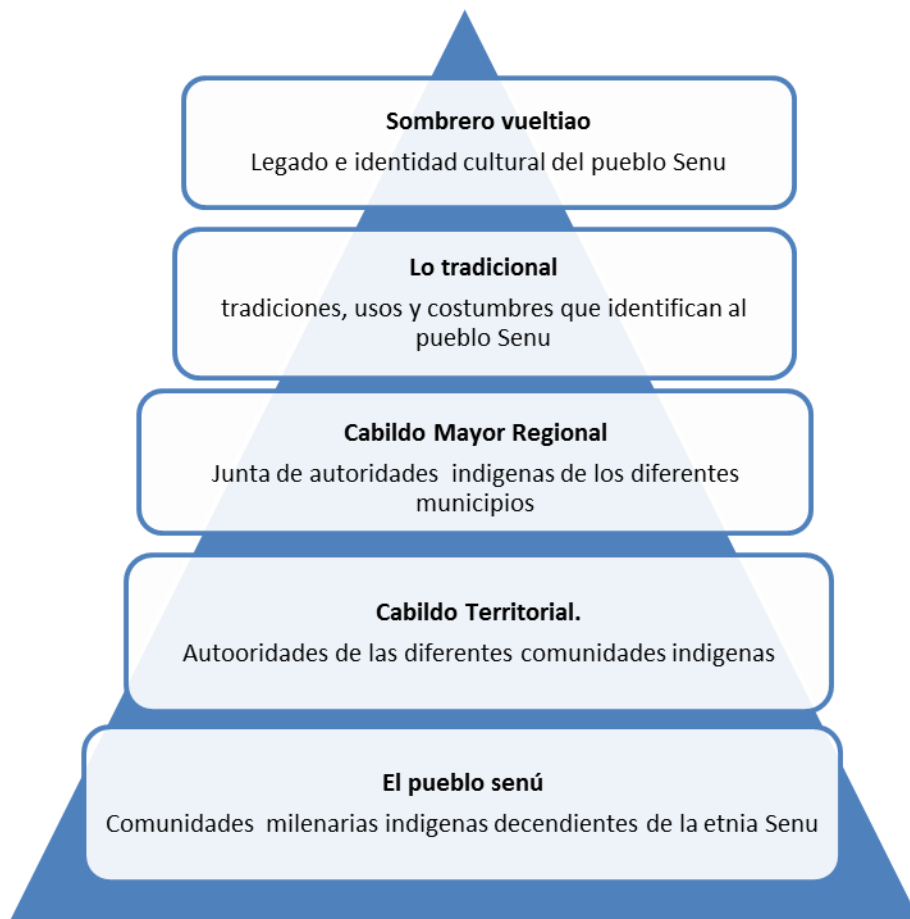 Sombrero vueltiao
Legado e identidad cultural del pueblo Senu
Lo tradicional
tradiciones, usos y costumbres que identifican al
pueblo Senu
Cabildo Mayor Regional
Junta de autoridades  indigenas de los diferentes
municipios
Cabildo Territorial.
Autooridades de las diferentes comunidades indigenas
El pueblo senú
Comunidades  milenarias indigenas decendientes de la etnia Senu